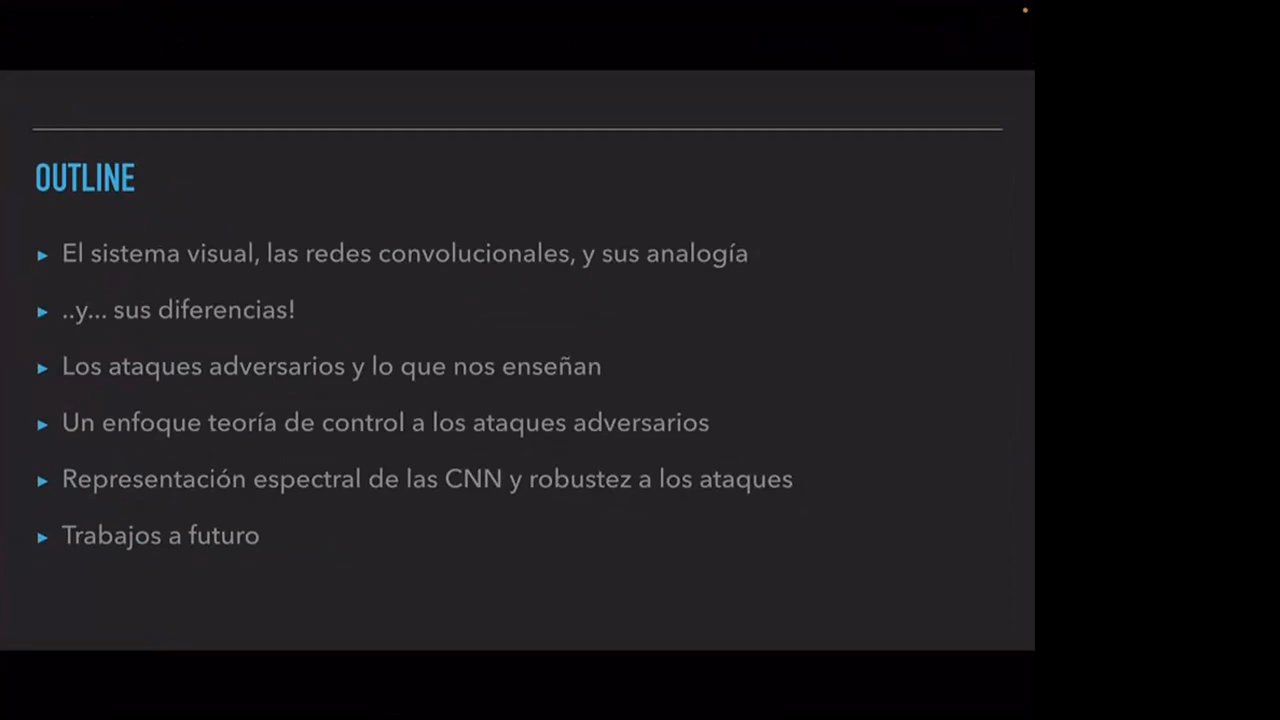 OUTLINE
El sistema visual, las redes convolucionales, y sus analogía
..y... sus diferencias!
Los ataques adversarios y lo que nos enseñan
Un enfoque teoría de control a los ataques adversarios
Representación espectral de las CNN y robustez a los ataques
Trabajos a futuro